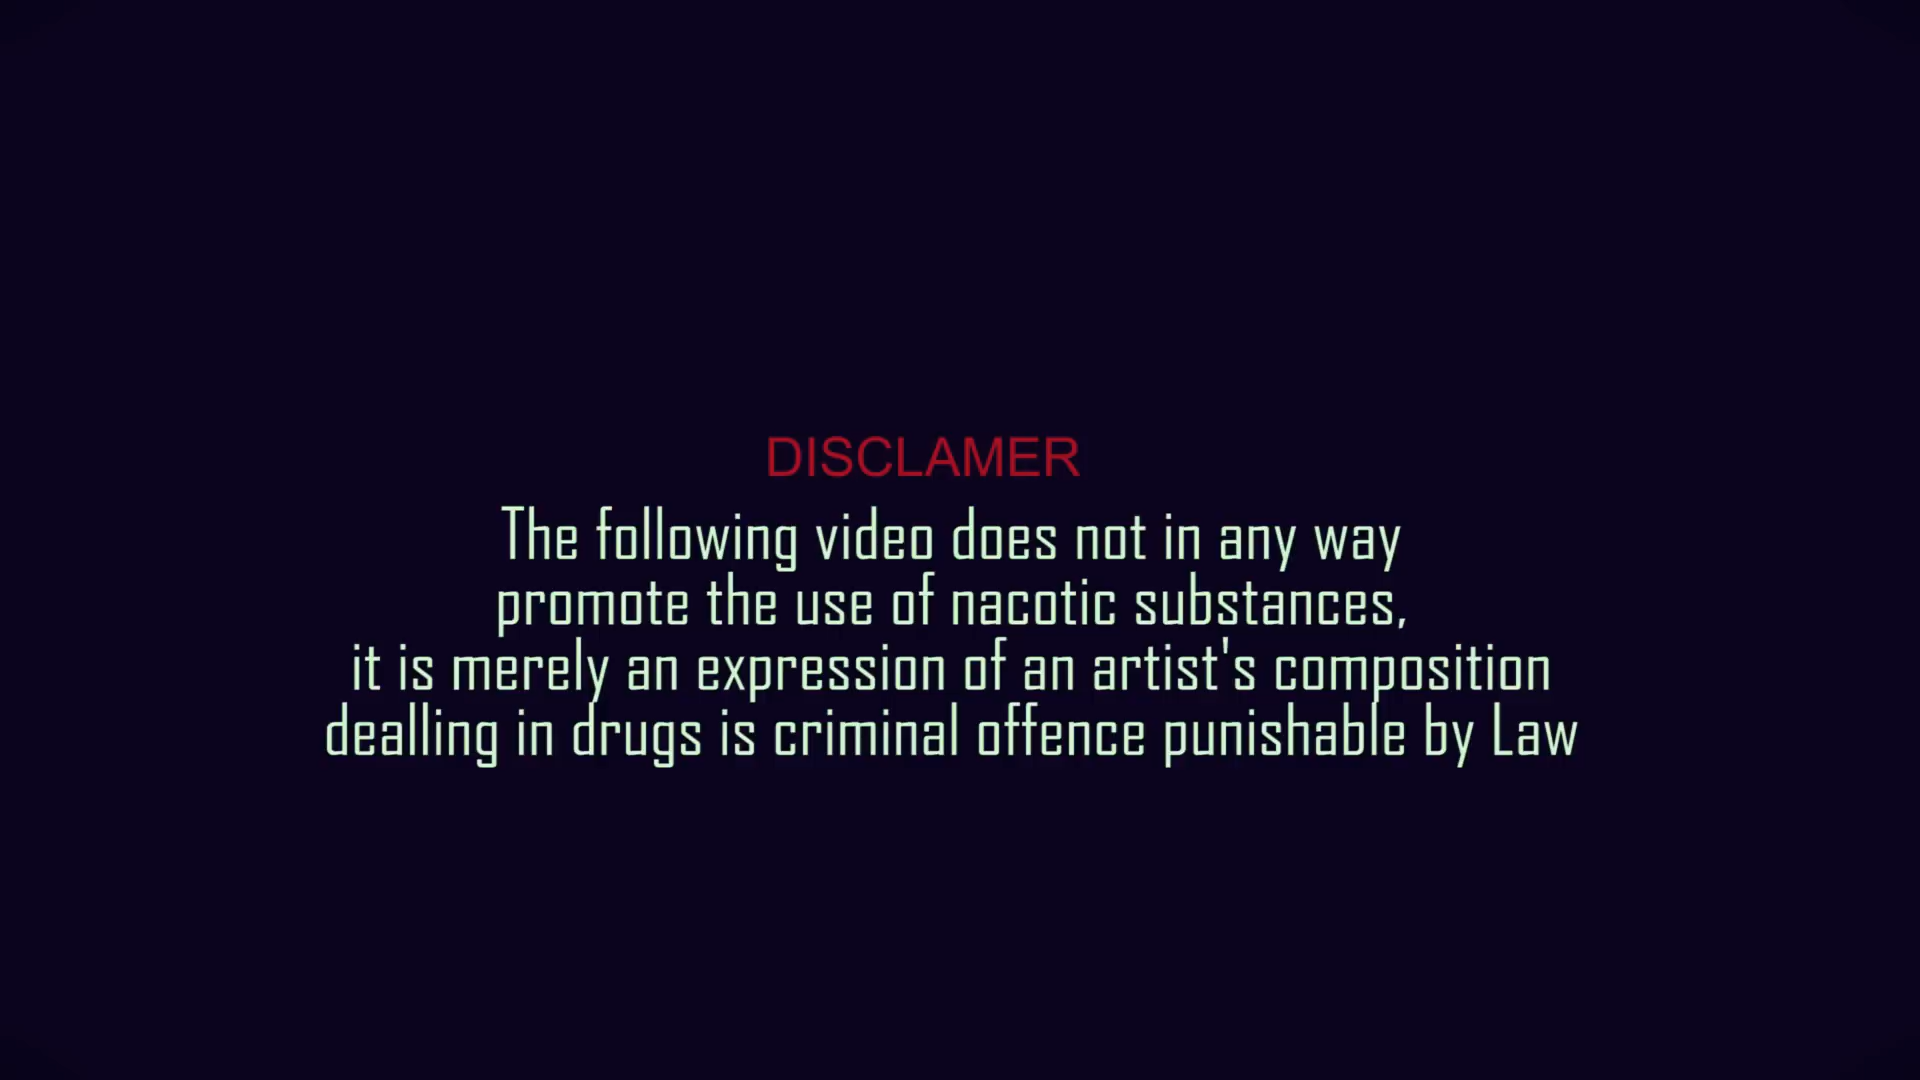 DISCLAMER
The following video does not in any way
promote the use of nacotic substances,
it is merely an expression of an artist's composition
dealling in drugs is criminal offence punishable by Law